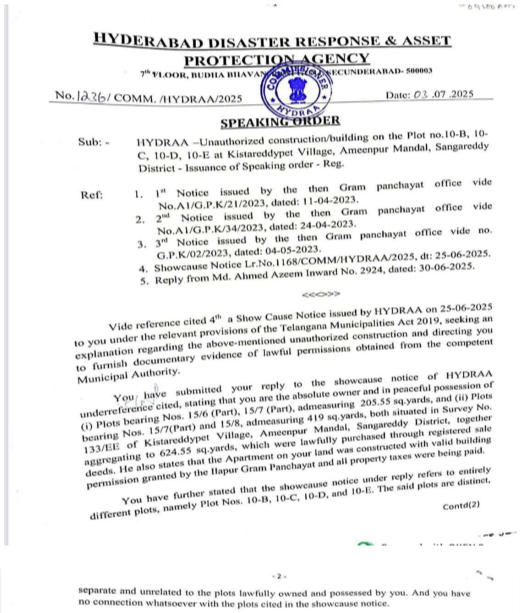 HYDERABAD DISASTER RESPONSE & ASSET
PROTECTION AGENCY
7th FLOOR, BUDHA BHAVAN SECUNDERABAD- 500003
COMMISSIONER
HYDRAA
No. 1236/ COMM. /HYDRAA/2025 Date: 03 .07 .2025
SPEAKING ORDER
Sub: - HYDRAA –Unauthorized construction/building on the Plot no.10-B, 10-
C, 10-D, 10-E at Kistareddypet Village, Ameenpur Mandal, Sangareddy
District - Issuance of Speaking order - Reg.
Ref: 1. 1st Notice issued by the then Gram panchayat office vide
No.A1/G.P.K/21/2023, dated: 11-04-2023.
2. 2nd Notice issued by the then Gram panchayat office vide
No.A1/G.P.K/34/2023, dated: 24-04-2023.
3. 3rd Notice issued by the then Gram panchayat office vide no.
G.P.K/02/2023, dated: 04-05-2023.
4. Showcause Notice Lr.No.1168/COMM/HYDRAA/2025, dt: 25-06-2025.
5. Reply from Md. Ahmed Azeem Inward No. 2924, dated: 30-06-2025.
<<<>>>
Vide reference cited 4th a Show Cause Notice issued by HYDRAA on 25-06-2025
to you under the relevant provisions of the Telangana Municipalities Act 2019, seeking an
explanation regarding the above-mentioned unauthorized construction and directing you
to furnish documentary evidence of lawful permissions obtained from the competent
Municipal Authority.
You have submitted your reply to the showcause notice of HYDRAA
underreference cited, stating that you are the absolute owner and in peaceful possession of
(i) Plots bearing Nos. 15/6 (Part), 15/7 (Part), admeasuring 205.55 sq.yards, and (ii) Plots
bearing Nos. 15/7(Part) and 15/8, admeasuring 419 sq.yards, both situated in Survey No.
133/EE of Kistareddypet Village, Ameenpur Mandal, Sangareddy District, together
aggregating to 624.55 sq.yards, which were lawfully purchased through registered sale
deeds. He also states that the Apartment on your land was constructed with valid building
permission granted by the Ilapur Gram Panchayat and all property taxes were being paid.
You have further stated that the showcause notice under reply refers to entirely
different plots, namely Plot Nos. 10-B, 10-C, 10-D, and 10-E. The said plots are distinct,
Contd(2)
-2-
separate and unrelated to the plots lawfully owned and possessed by you. And you have
no connection whatsoever with the plots cited in the showcause notice.